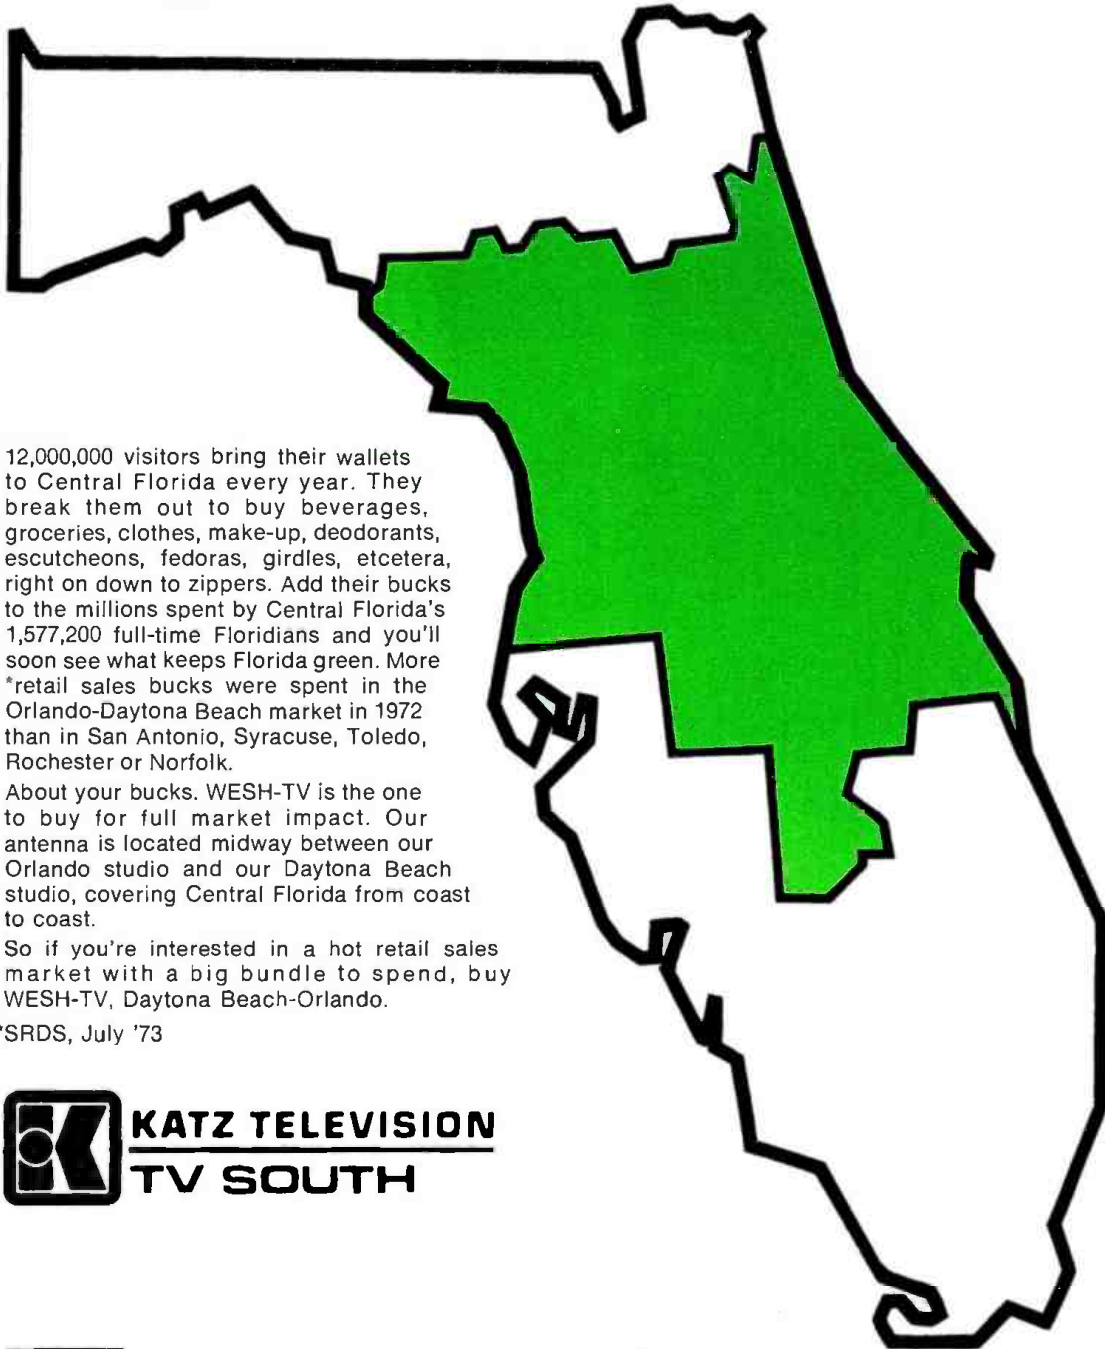 12,000,000 visitors bring their wallets
to Central Florida every year. They
break them out to buy beverages,
groceries, clothes, make-up, deodorants,
escutcheons, fedoras, girdles, etcetera,
right on down to zippers. Add their bucks
to the millions spent by Central Florida's
1,577,200 full-time Floridians and you'll
soon see what keeps Florida green. More
*retail sales bucks were spent in the
Orlando-Daytona Beach market in 1972
than in San Antonio, Syracuse, Toledo,
Rochester or Norfolk.
About your bucks. WESH-TV is the one
to buy for full market impact. Our
antenna is located midway between our
Orlando studio and our Daytona Beach
studio, covering Central Florida from coast
to coast.
So if you're interested in a hot retail sales
market with a big bundle to spend, buy
WESH-TV, Daytona Beach-Orlando.
*SRDS, July '73
K KATZ TELEVISION
TV SOUTH